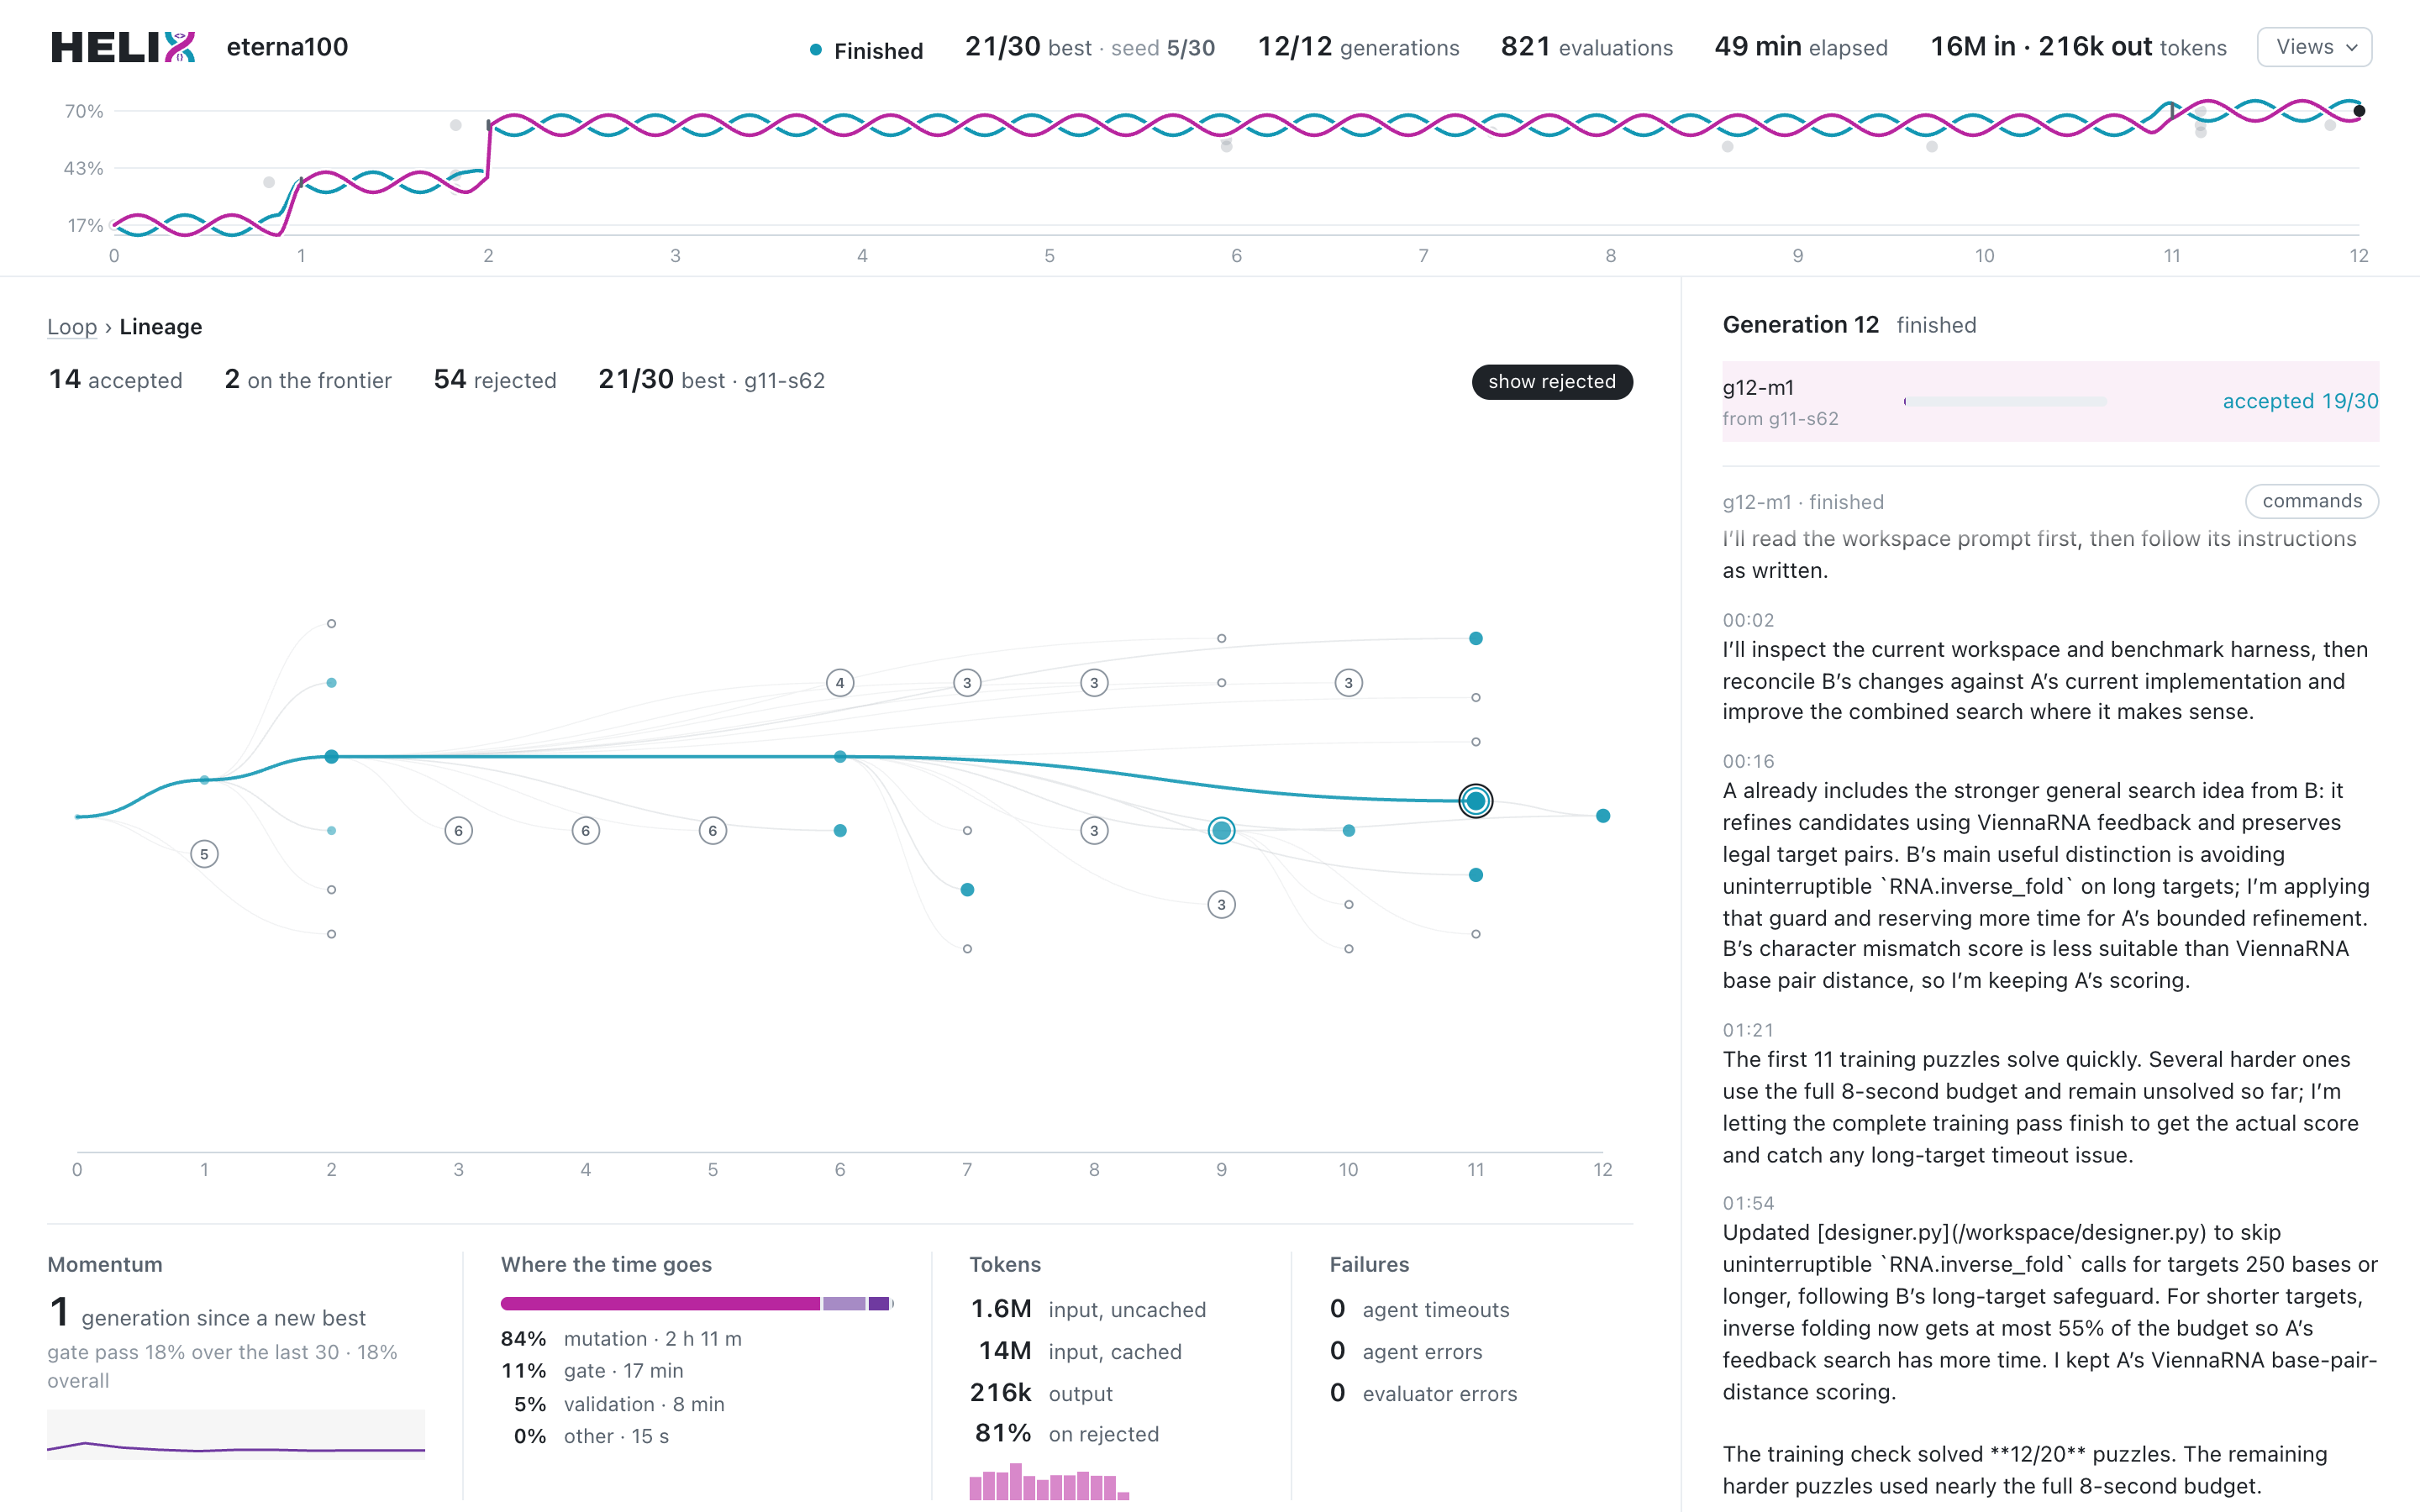 HELIX eterna100
Finished 21/30 best · seed 5/30 12/12 generations 821 evaluations 49 min elapsed 16M in · 216k out tokens Views
70%
43%
17%
0 1 2 3 4 5 6 7 8 9 10 11 12
Loop › Lineage
14 accepted 2 on the frontier 54 rejected 21/30 best · g11-s62 show rejected
4 3 3 3
6 6 6 3
5
3
0 1 2 3 4 5 6 7 8 9 10 11 12
Momentum
1 generation since a new best
gate pass 18% over the last 30 · 18%
overall
Where the time goes
84% mutation · 2 h 11 m
11% gate · 17 min
5% validation · 8 min
0% other · 15 s
Tokens
1.6M input, uncached
14M input, cached
216k output
81% on rejected
Failures
0 agent timeouts
0 agent errors
0 evaluator errors
Generation 12 finished
g12-m1
from g11-s62
accepted 19/30
g12-m1 · finished commands
I’ll read the workspace prompt first, then follow its instructions
as written.
00:02
I’ll inspect the current workspace and benchmark harness, then
reconcile B’s changes against A’s current implementation and
improve the combined search where it makes sense.
00:16
A already includes the stronger general search idea from B: it
refines candidates using ViennaRNA feedback and preserves
legal target pairs. B’s main useful distinction is avoiding
uninterruptible `RNA.inverse_fold` on long targets; I’m applying
that guard and reserving more time for A’s bounded refinement.
B’s character mismatch score is less suitable than ViennaRNA
base pair distance, so I’m keeping A’s scoring.
01:21
The first 11 training puzzles solve quickly. Several harder ones
use the full 8-second budget and remain unsolved so far; I’m
letting the complete training pass finish to get the actual score
and catch any long-target timeout issue.
01:54
Updated [designer.py](/workspace/designer.py) to skip
uninterruptible `RNA.inverse_fold` calls for targets 250 bases or
longer, following B’s long-target safeguard. For shorter targets,
inverse folding now gets at most 55% of the budget so A’s
feedback search has more time. I kept A’s ViennaRNA base-pair-
distance scoring.
The training check solved **12/20** puzzles. The remaining
harder puzzles used nearly the full 8-second budget.